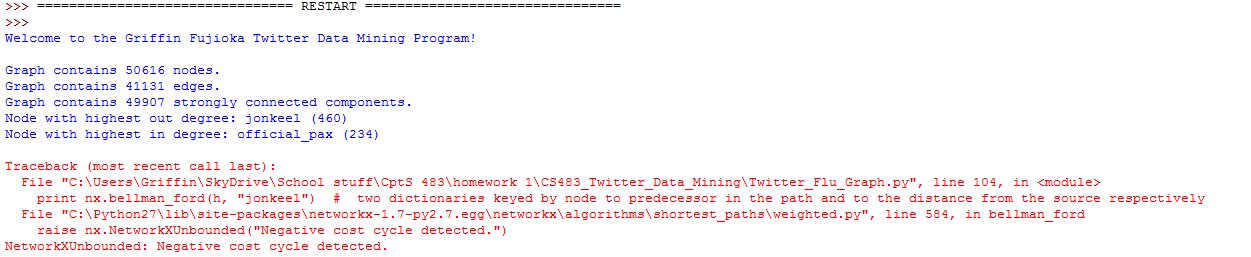 >>> ================================ RESTART ================================
>>>
Welcome to the Griffin Fujioka Twitter Data Mining Program!
Graph contains 50616 nodes.
Graph contains 41131 edges.
Graph contains 49907 strongly connected components.
Node with highest out degree: jonkeel (460)
Node with highest in degree: official_pax (234)
Traceback (most recent call last):
  File "C:\Users\Griffin\SkyDrive\School stuff\CptS 483\homework 1\CS483_Twitter_Data_Mining\Twitter_Flu_Graph.py", line 104, in <module>
    print nx.bellman_ford(h, "jonkeel")  #  two dictionaries keyed by node to predecessor in the path and to the distance from the source respectively
  File "C:\Python27\lib\site-packages\networkx-1.7-py2.7.egg\networkx\algorithms\shortest_paths\weighted.py", line 584, in bellman_ford
    raise nx.NetworkXUnbounded("Negative cost cycle detected.")
NetworkXUnbounded: Negative cost cycle detected.